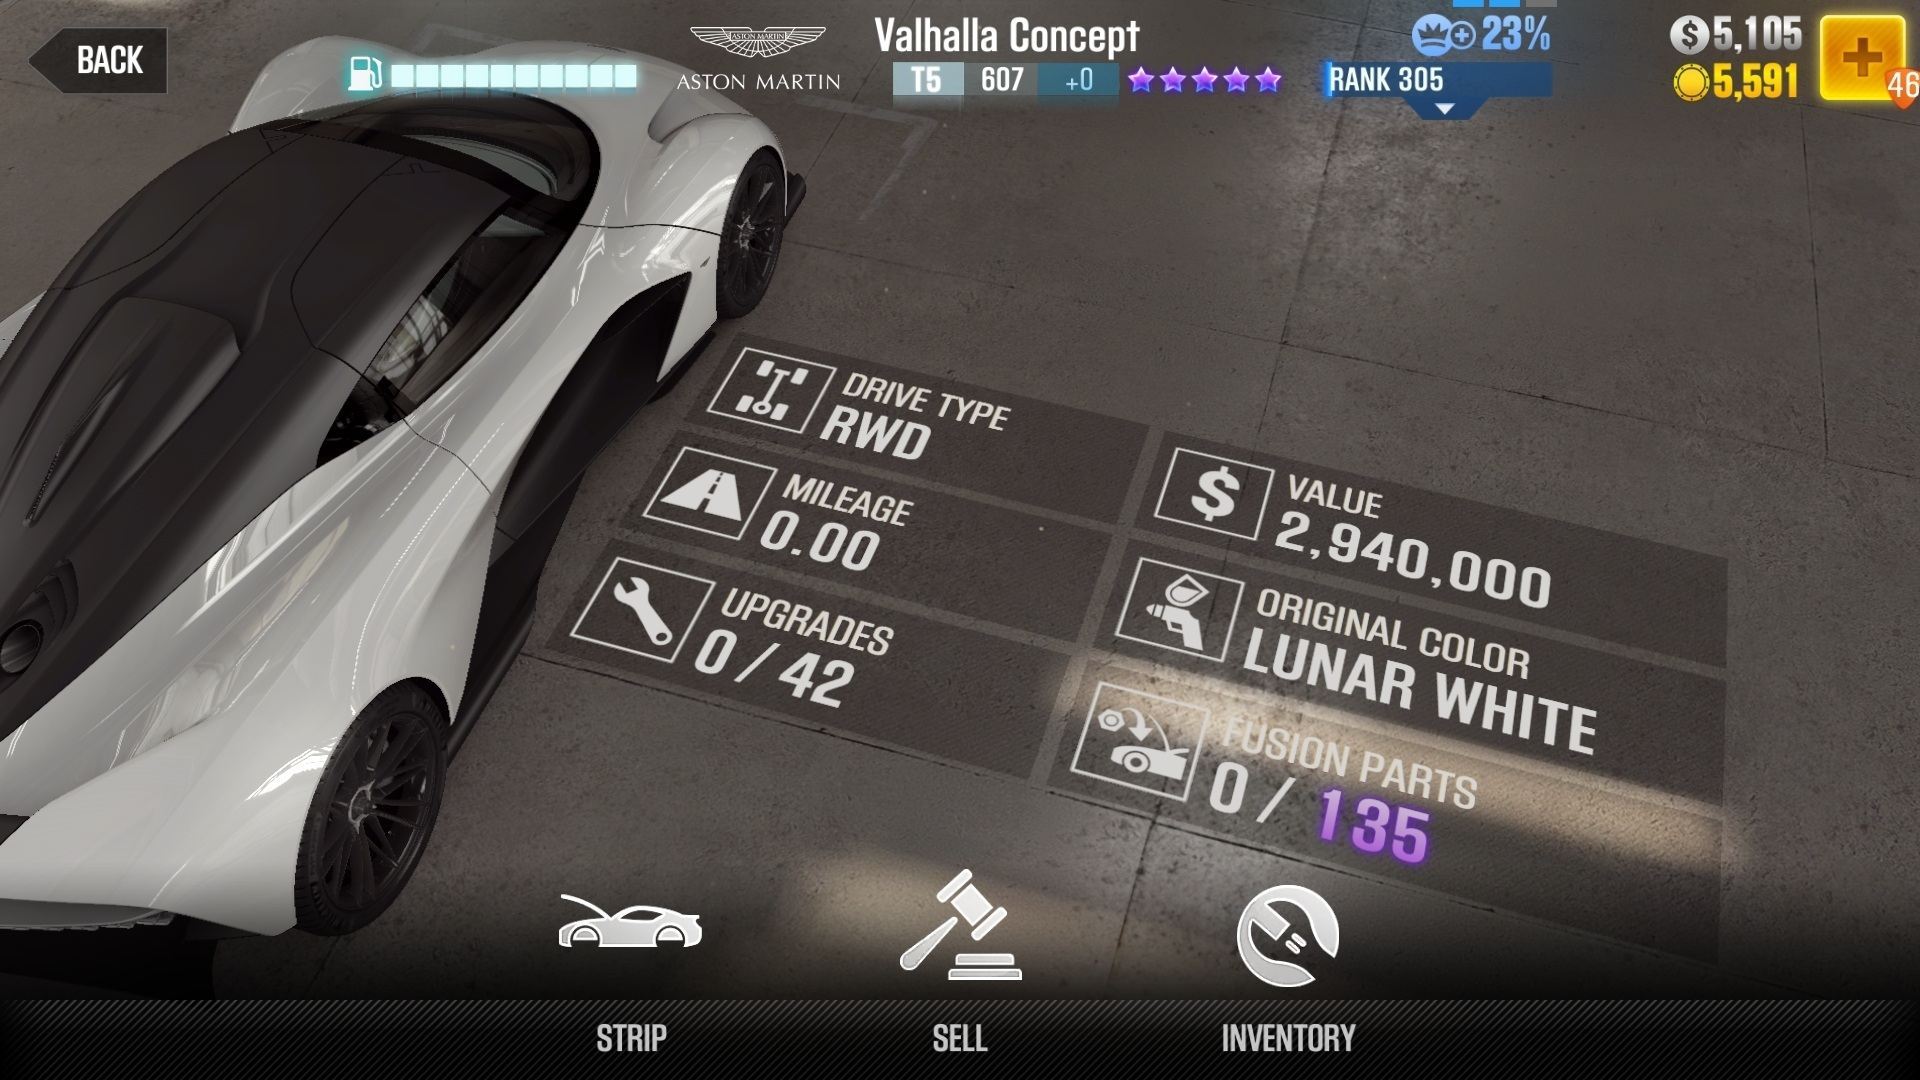 BACK
ASTON MARTIN
ASTON MARTIN
Valhalla Concept
T5 607 +0
23%
RANK 305
$ 5,105
5,591
46
DRIVE TYPE
RWD
MILEAGE
0.00
UPGRADES
0 / 42
$ VALUE
2,940,000
ORIGINAL COLOR
LUNAR WHITE
FUSION PARTS
0 / 135
STRIP
SELL
INVENTORY